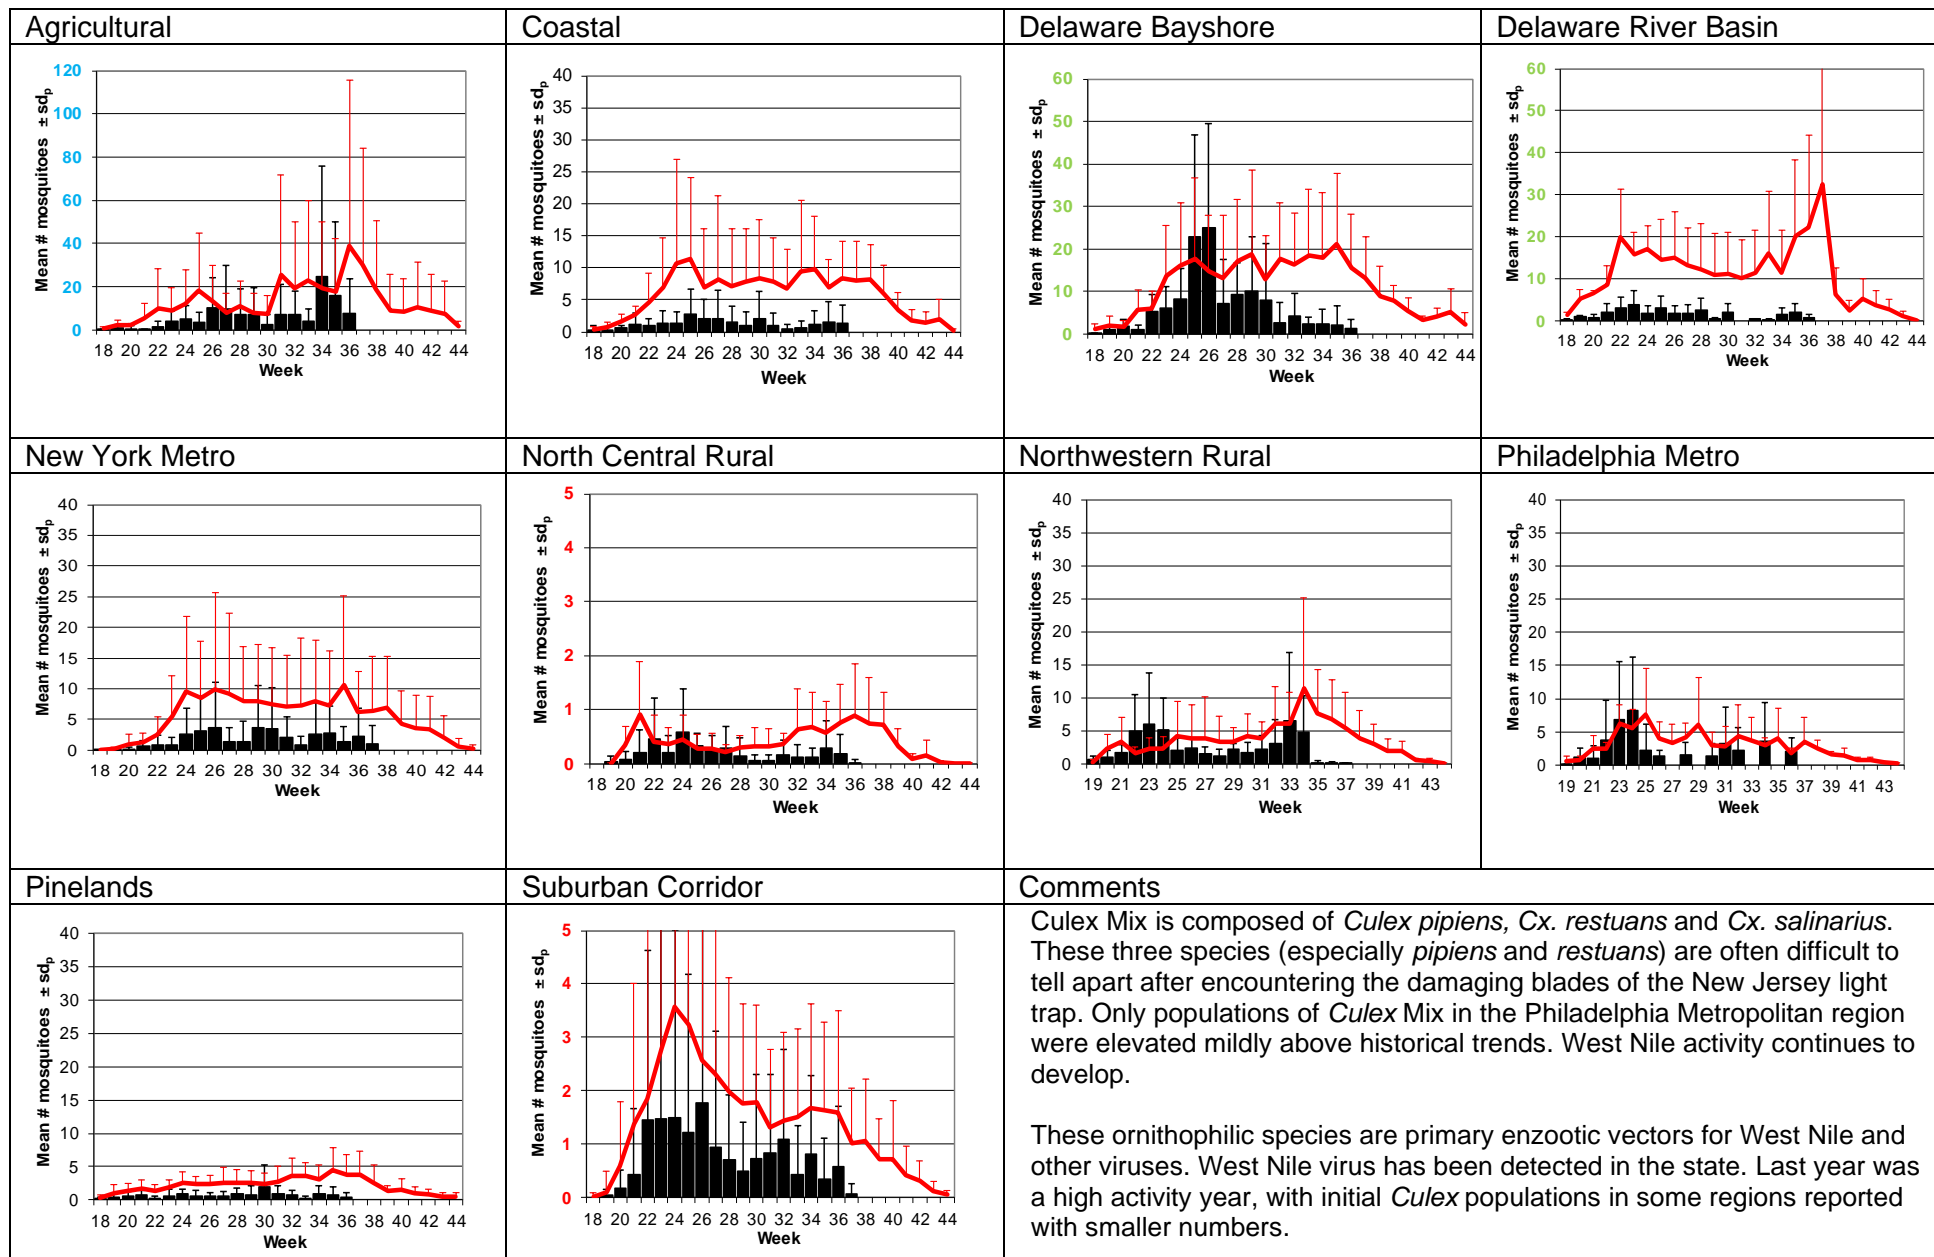 Agricultural
Coastal
Delaware Bayshore
Delaware River Basin
120
100
80
60
40
20
0
Mean # mosquitoes ± sdp
18 20 22 24 26 28 30 32 34 36 38 40 42 44
Week
40
35
30
25
20
15
10
5
0
Mean # mosquitoes ± sdp
18 20 22 24 26 28 30 32 34 36 38 40 42 44
Week
60
50
40
30
20
10
0
Mean # mosquitoes ± sdp
18 20 22 24 26 28 30 32 34 36 38 40 42 44
Week
60
50
40
30
20
10
0
Mean # mosquitoes ± sdp
18 20 22 24 26 28 30 32 34 36 38 40 42 44
Week
New York Metro
North Central Rural
Northwestern Rural
Philadelphia Metro
40
35
30
25
20
15
10
5
0
Mean # mosquitoes ± sdp
18 20 22 24 26 28 30 32 34 36 38 40 42 44
Week
5
4
3
2
1
0
Mean # mosquitoes ± sdp
18 20 22 24 26 28 30 32 34 36 38 40 42 44
Week
40
35
30
25
20
15
10
5
0
Mean # mosquitoes ± sdp
19 21 23 25 27 29 31 33 35 37 39 41 43
Week
40
35
30
25
20
15
10
5
0
Mean # mosquitoes ± sdp
19 21 23 25 27 29 31 33 35 37 39 41 43
Week
Pinelands
Suburban Corridor
Comments
40
35
30
25
20
15
10
5
0
Mean # mosquitoes ± sdp
18 20 22 24 26 28 30 32 34 36 38 40 42 44
Week
5
4
3
2
1
0
Mean # mosquitoes ± sdp
18 20 22 24 26 28 30 32 34 36 38 40 42 44
Week
Culex Mix is composed of Culex pipiens, Cx. restuans and Cx. salinarius.
These three species (especially pipiens and restuans) are often difficult to
tell apart after encountering the damaging blades of the New Jersey light
trap. Only populations of Culex Mix in the Philadelphia Metropolitan region
were elevated mildly above historical trends. West Nile activity continues to
develop.
These ornithophilic species are primary enzootic vectors for West Nile and
other viruses. West Nile virus has been detected in the state. Last year was
a high activity year, with initial Culex populations in some regions reported
with smaller numbers.